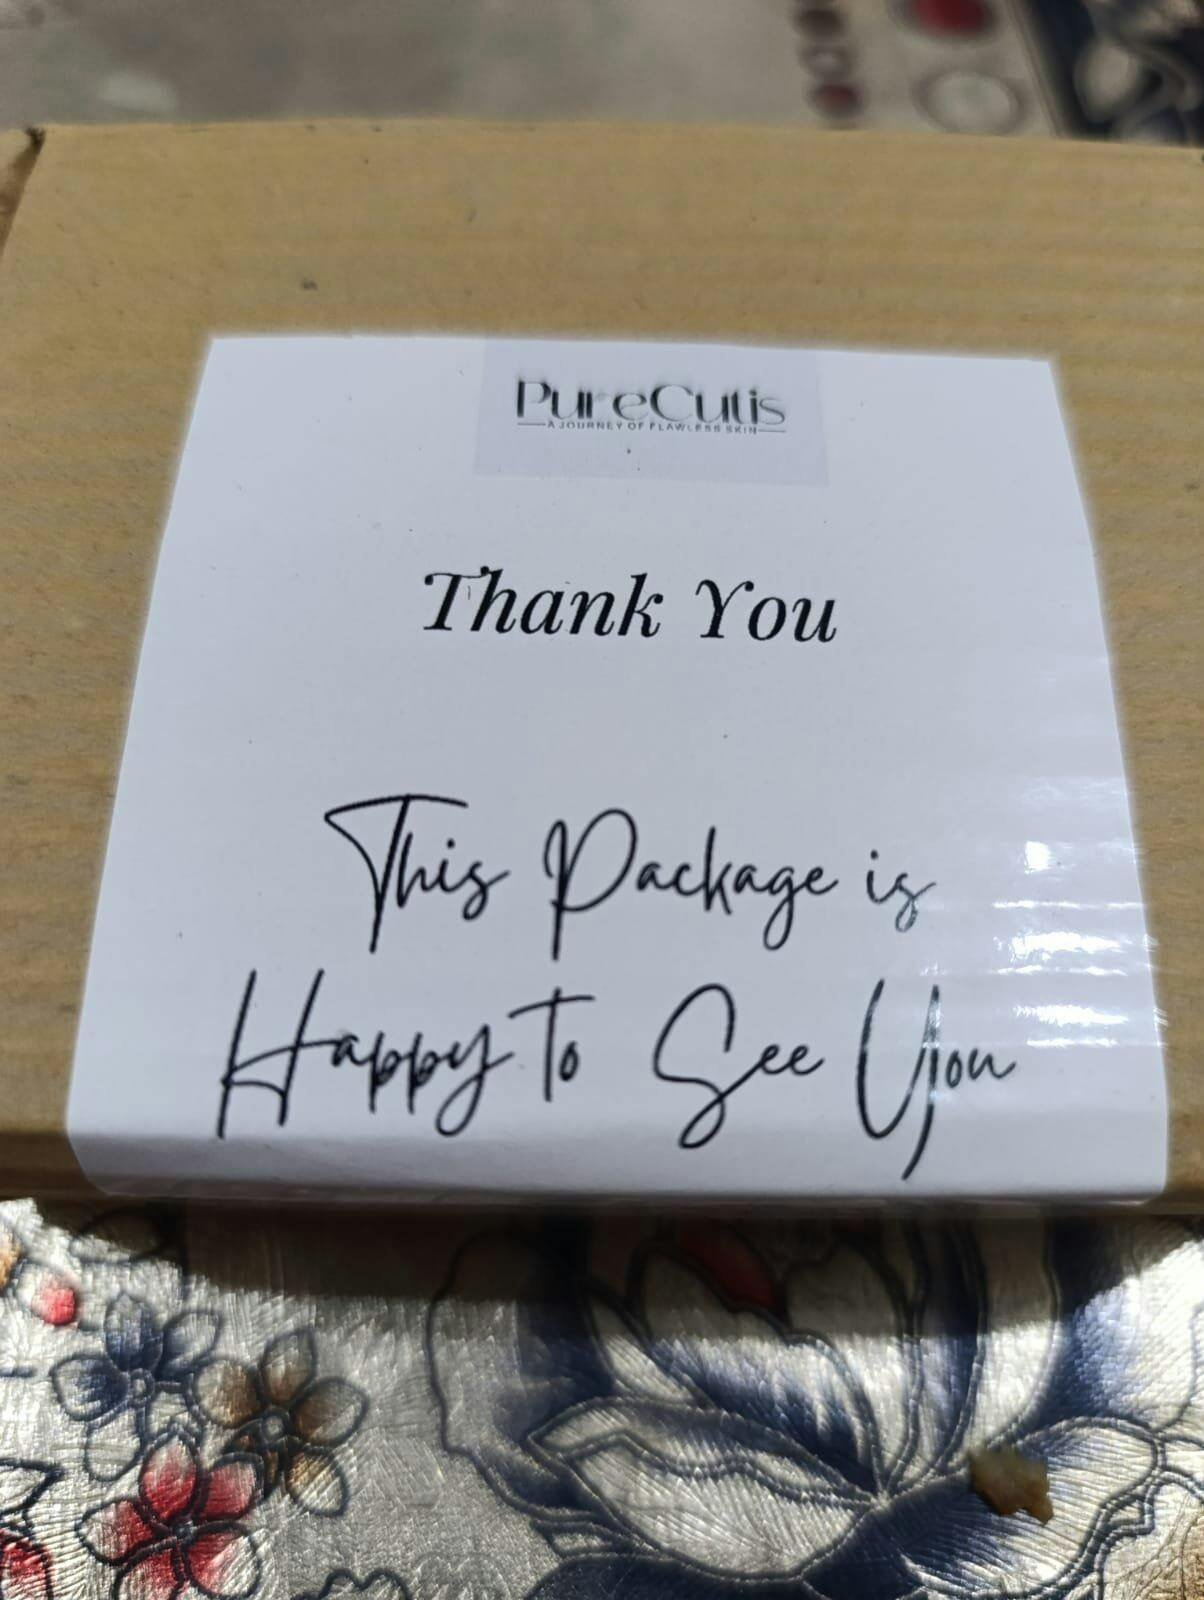 PureCutis
A JOURNEY OF FLAWLESS SKIN
Thank You
This Package is
Happy to See You